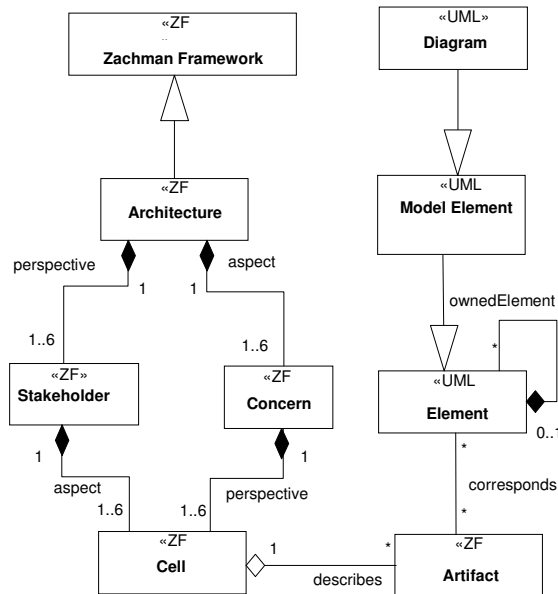 «ZF
..
Zachman Framework
«UML»
Diagram
«ZF
Architecture
«UML
Model Element
perspective
1
1
aspect
ownedElement
1..6
1..6
*
«ZF»
Stakeholder
«ZF
Concern
«UML
Element
0..1
1
1
*
aspect
perspective
corresponds
1..6
1..6
*
«ZF
Cell
1
*
describes
«ZF
Artifact